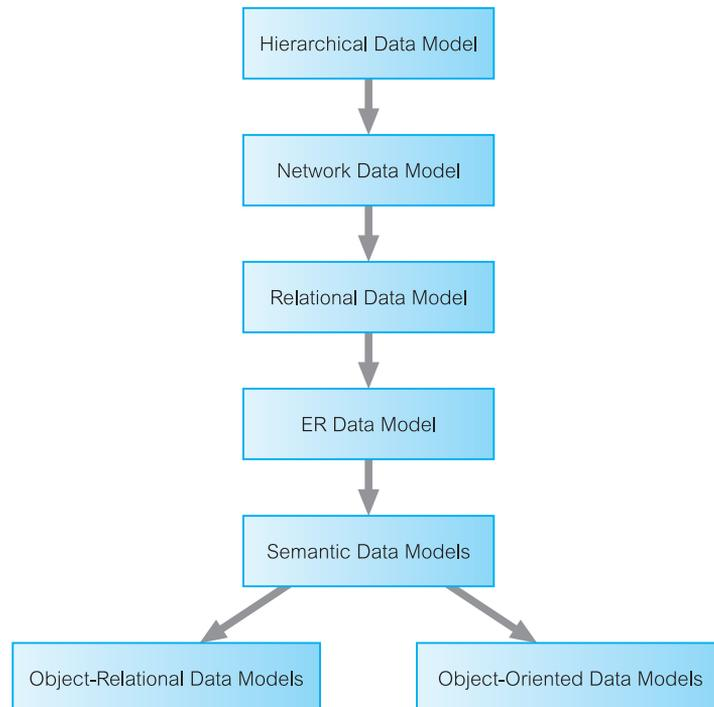 Hierarchical Data Model
Network Data Model
Relational Data Model
ER Data Model
Semantic Data Models
Object-Relational Data Models
Object-Oriented Data Models